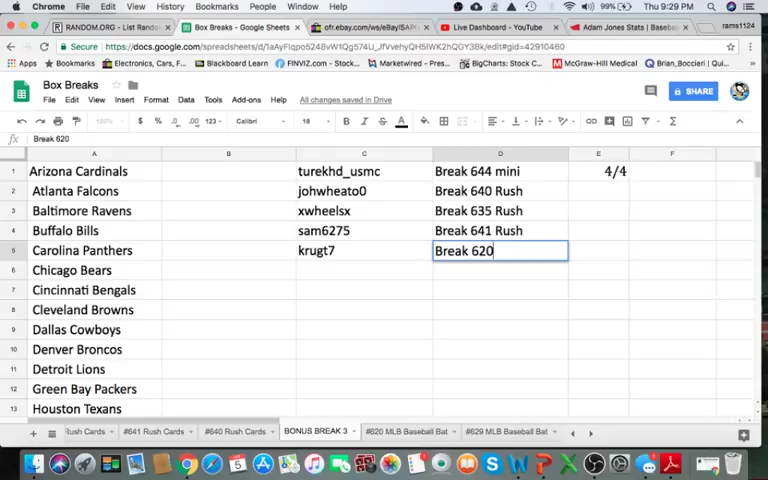 Chrome File Edit View History Bookmarks People Window Help 99% Thu 9:29 PM
RANDOM.ORG - List Rando Box Breaks - Google Sheets ofr.ebay.com/ws/eBayISAPI Live Dashboard - YouTube Adam Jones Stats | Baseba rams1124
Secure https://docs.google.com/spreadsheets/d/1aAyFlqpo5248vW1Qg574U_JfVvehyQH5IWK2hQGY3Bk/edit#gid=42910460
Apps Bookmarks Electronics, Cars, F... Blackboard Learn FINVIZ.com - Stock... Marketwired - Pres... BigCharts: Stock C... McGraw-Hill Medical Brian_Boccieri | Qui...
Box Breaks
SHARE
File Edit View Insert Format Data Tools Add-ons Help All changes saved in Drive
100% $ % .0 .00 123 Calibri 18 B I S A
fx Break 620
A B C D E F
1 Arizona Cardinals turekhd_usmc Break 644 mini 4/4
2 Atlanta Falcons johwheato0 Break 640 Rush
3 Baltimore Ravens xwheelsx Break 635 Rush
4 Buffalo Bills sam6275 Break 641 Rush
5 Carolina Panthers krugt7 Break 620
6 Chicago Bears
7 Cincinnati Bengals
8 Cleveland Browns
9 Dallas Cowboys
10 Denver Broncos
11 Detroit Lions
12 Green Bay Packers
13 Houston Texans
Rush Cards #641 Rush Cards #640 Rush Cards BONUS BREAK 3 #620 MLB Baseball Bat #629 MLB Baseball Bat